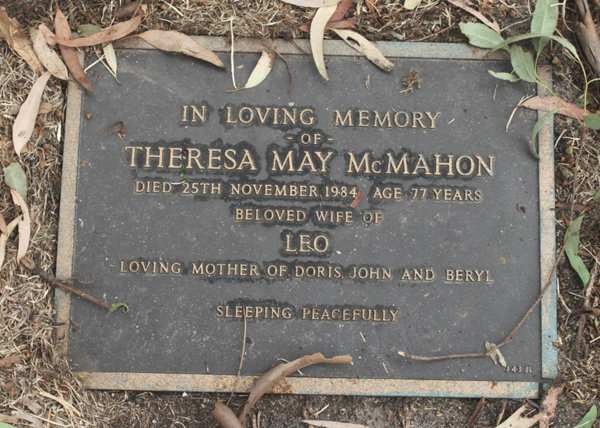 IN LOVING MEMORY
- OF -
THERESA MAY McMAHON
DIED 25TH NOVEMBER 1984 AGE 77 YEARS
BELOVED WIFE OF
LEO
LOVING MOTHER OF DORIS, JOHN AND BERYL
SLEEPING PEACEFULLY